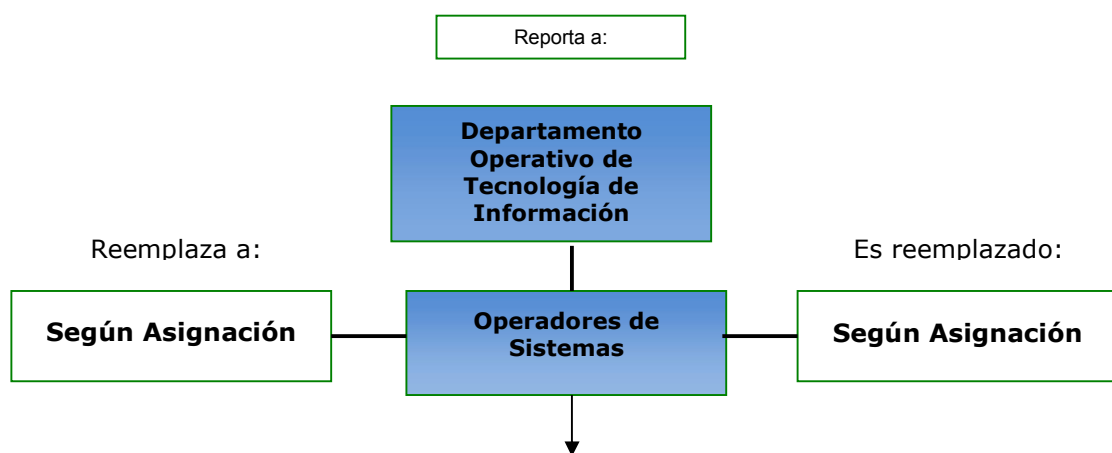 Reporta a:
Departamento
Operativo de
Tecnología de
Información
Reemplaza a:
Es reemplazado:
Según Asignación
Operadores de
Sistemas
Según Asignación